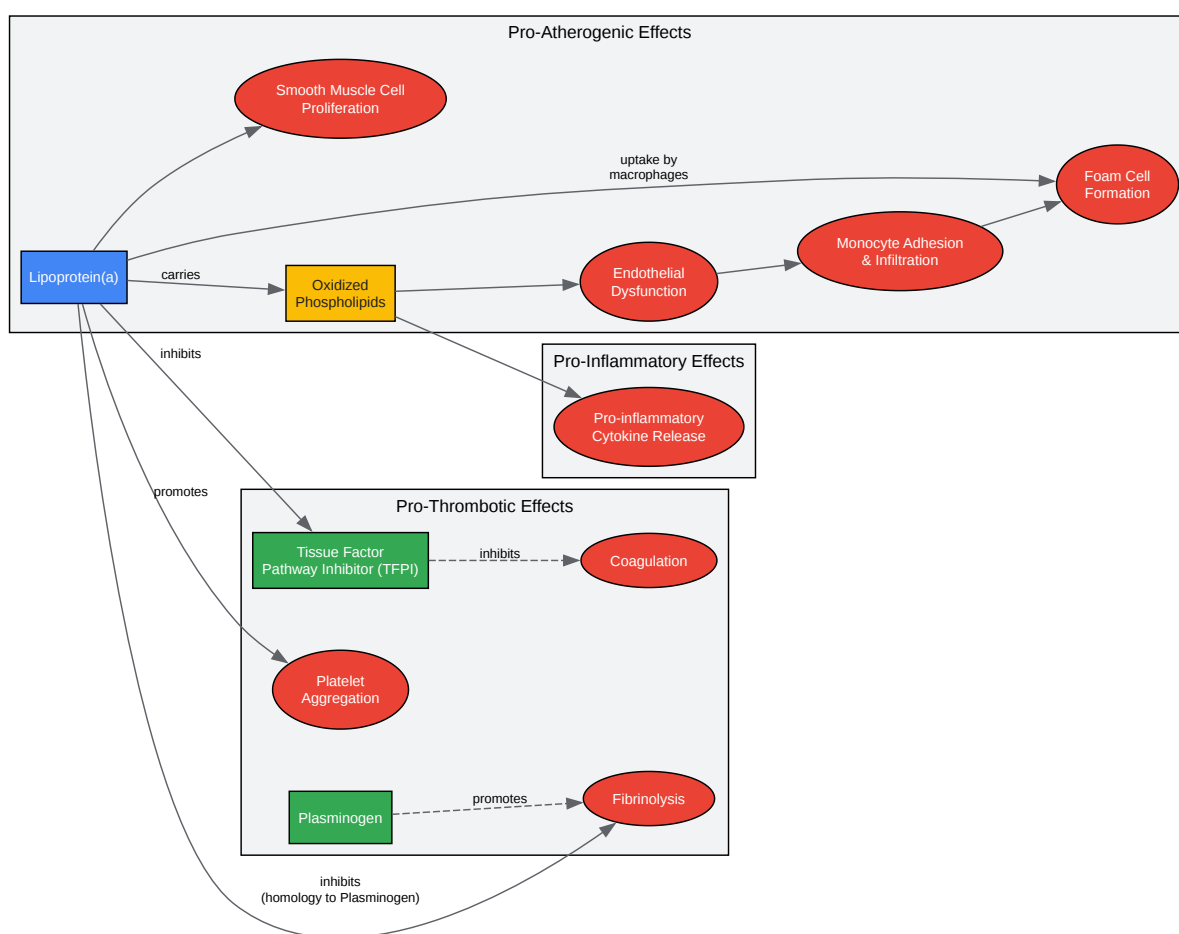 Pro-Atherogenic Effects
Smooth Muscle Cell
Proliferation
uptake by
macrophages
Foam Cell
Formation
Monocyte Adhesion
& Infiltration
Lipoprotein(a)
carries
Oxidized
Phospholipids
Endothelial
Dysfunction
inhibits
Pro-Inflammatory Effects
Pro-inflammatory
Cytokine Release
promotes
Pro-Thrombotic Effects
Tissue Factor
Pathway Inhibitor (TFPI)
inhibits
Coagulation
Platelet
Aggregation
Plasminogen
promotes
Fibrinolysis
inhibits
(homology to Plasminogen)